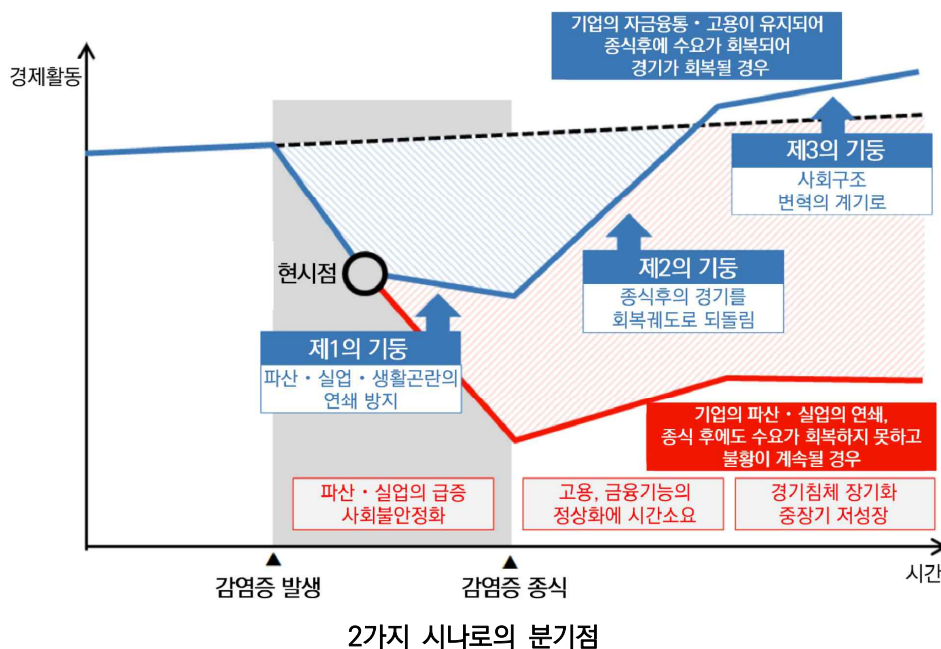 기업의 자금융통・고용이 유지되어
종식후에 수요가 회복되어
경기가 회복될 경우
경제활동
제3의 기둥
사회구조
변혁의 계기로
현시점
제2의 기둥
종식후의 경기를
회복궤도로 되돌림
제1의 기둥
파산・실업・생활곤란의
연쇄 방지
기업의 파산・실업의 연쇄,
종식 후에도 수요가 회복하지 못하고
불황이 계속될 경우
파산・실업의 급증
사회불안정화
고용, 금융기능의
정상화에 시간소요
경기침체 장기화
중장기 저성장
시간
감염증 발생
감염증 종식
2가지 시나로의 분기점